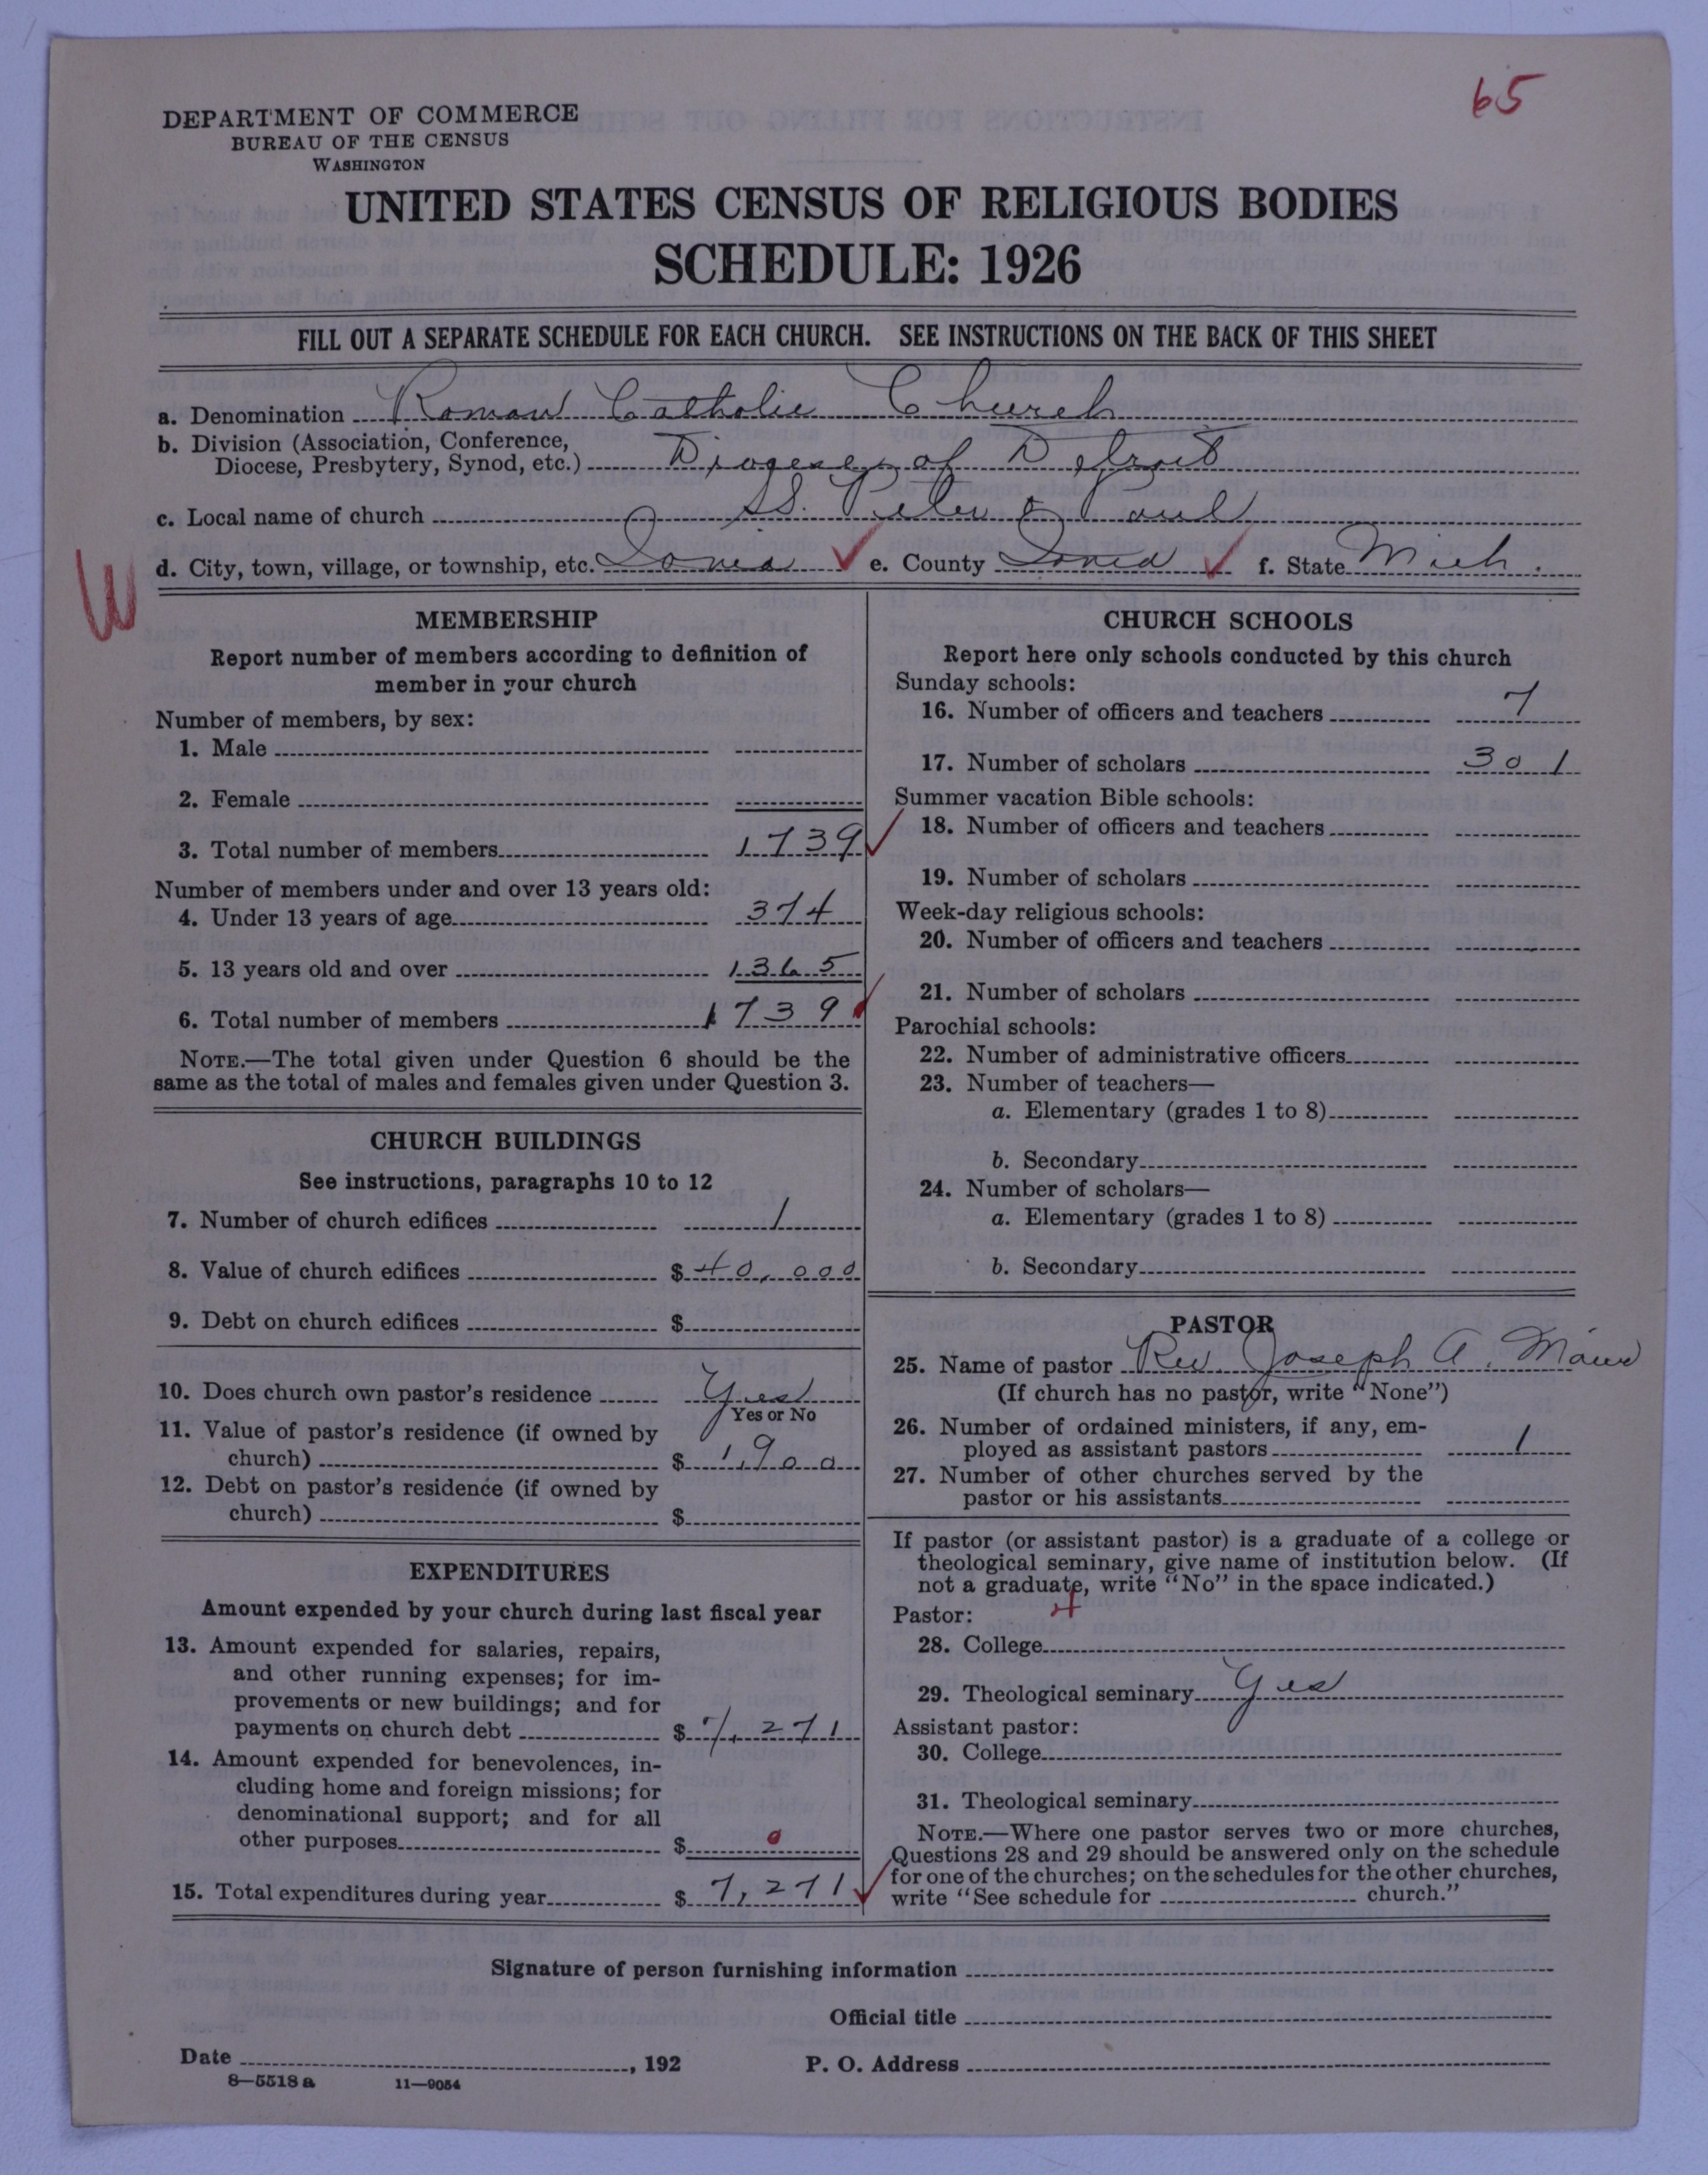 65
DEPARTMENT OF COMMERCE
BUREAU OF THE CENSUS
WASHINGTON
UNITED STATES CENSUS OF RELIGIOUS BODIES
SCHEDULE: 1926
FILL OUT A SEPARATE SCHEDULE FOR EACH CHURCH. SEE INSTRUCTIONS ON THE BACK OF THIS SHEET
a. Denomination Roman Catholic Church
b. Division (Association, Conference,
Diocese, Presbytery, Synod, etc.) Diocese of Detroit
c. Local name of church SS. Peter & Paul
W
d. City, town, village, or township, etc. Ionia ✓ e. County Ionia ✓ f. State Mich.
MEMBERSHIP
Report number of members according to definition of
member in your church
Number of members, by sex:
1. Male
2. Female
3. Total number of members 1739 ✓
Number of members under and over 13 years old:
4. Under 13 years of age 374
5. 13 years old and over 1365
6. Total number of members 1739 ✓
NOTE.—The total given under Question 6 should be the
same as the total of males and females given under Question 3.
CHURCH BUILDINGS
See instructions, paragraphs 10 to 12
7. Number of church edifices 1
8. Value of church edifices $ 40,000
9. Debt on church edifices $
10. Does church own pastor's residence Yes
Yes or No
11. Value of pastor's residence (if owned by
church) $ 1,900
12. Debt on pastor's residence (if owned by
church) $
EXPENDITURES
Amount expended by your church during last fiscal year
13. Amount expended for salaries, repairs,
and other running expenses; for im-
provements or new buildings; and for
payments on church debt $ 7,271
14. Amount expended for benevolences, in-
cluding home and foreign missions; for
denominational support; and for all
other purposes $ 0
15. Total expenditures during year $ 7,271 ✓
CHURCH SCHOOLS
Report here only schools conducted by this church
Sunday schools:
16. Number of officers and teachers 7
17. Number of scholars 301
Summer vacation Bible schools:
18. Number of officers and teachers
19. Number of scholars
Week-day religious schools:
20. Number of officers and teachers
21. Number of scholars
Parochial schools:
22. Number of administrative officers
23. Number of teachers—
a. Elementary (grades 1 to 8)
b. Secondary
24. Number of scholars—
a. Elementary (grades 1 to 8)
b. Secondary
PASTOR
25. Name of pastor Rev Joseph A.
(If church has no pastor, write "None")
26. Number of ordained ministers, if any, em-
ployed as assistant pastors 1
27. Number of other churches served by the
pastor or his assistants
If pastor (or assistant pastor) is a graduate of a college or
theological seminary, give name of institution below. (If
not a graduate, write "No" in the space indicated.)
Pastor: 4
28. College
29. Theological seminary Yes
Assistant pastor:
30. College
31. Theological seminary
NOTE.—Where one pastor serves two or more churches,
Questions 28 and 29 should be answered only on the schedule
for one of the churches; on the schedules for the other churches,
write "See schedule for church."
Signature of person furnishing information
Official title
Date , 192 P. O. Address
8—5518 a 11—9054